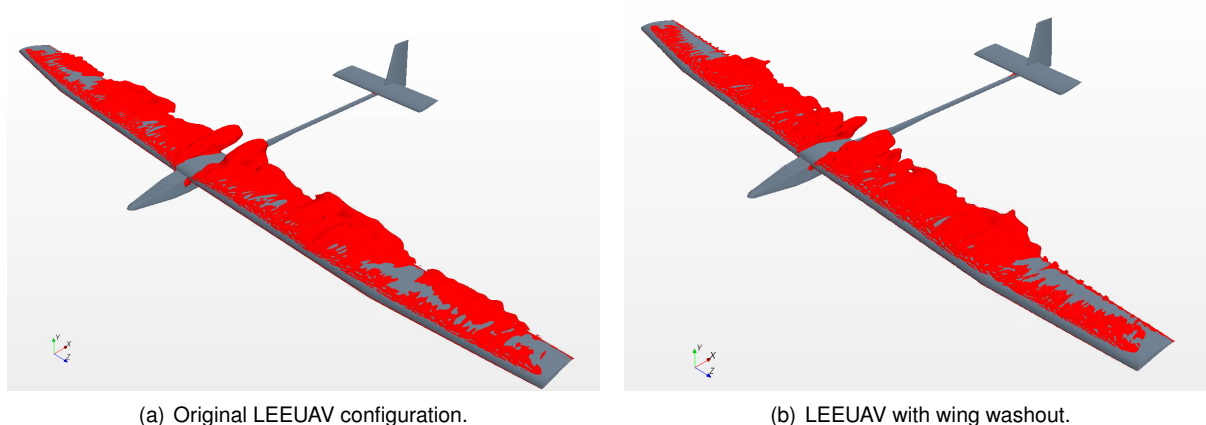 Y
X
Z
Y
X
Z
(a) Original LEEUAV configuration.
(b) LEEUAV with wing washout.